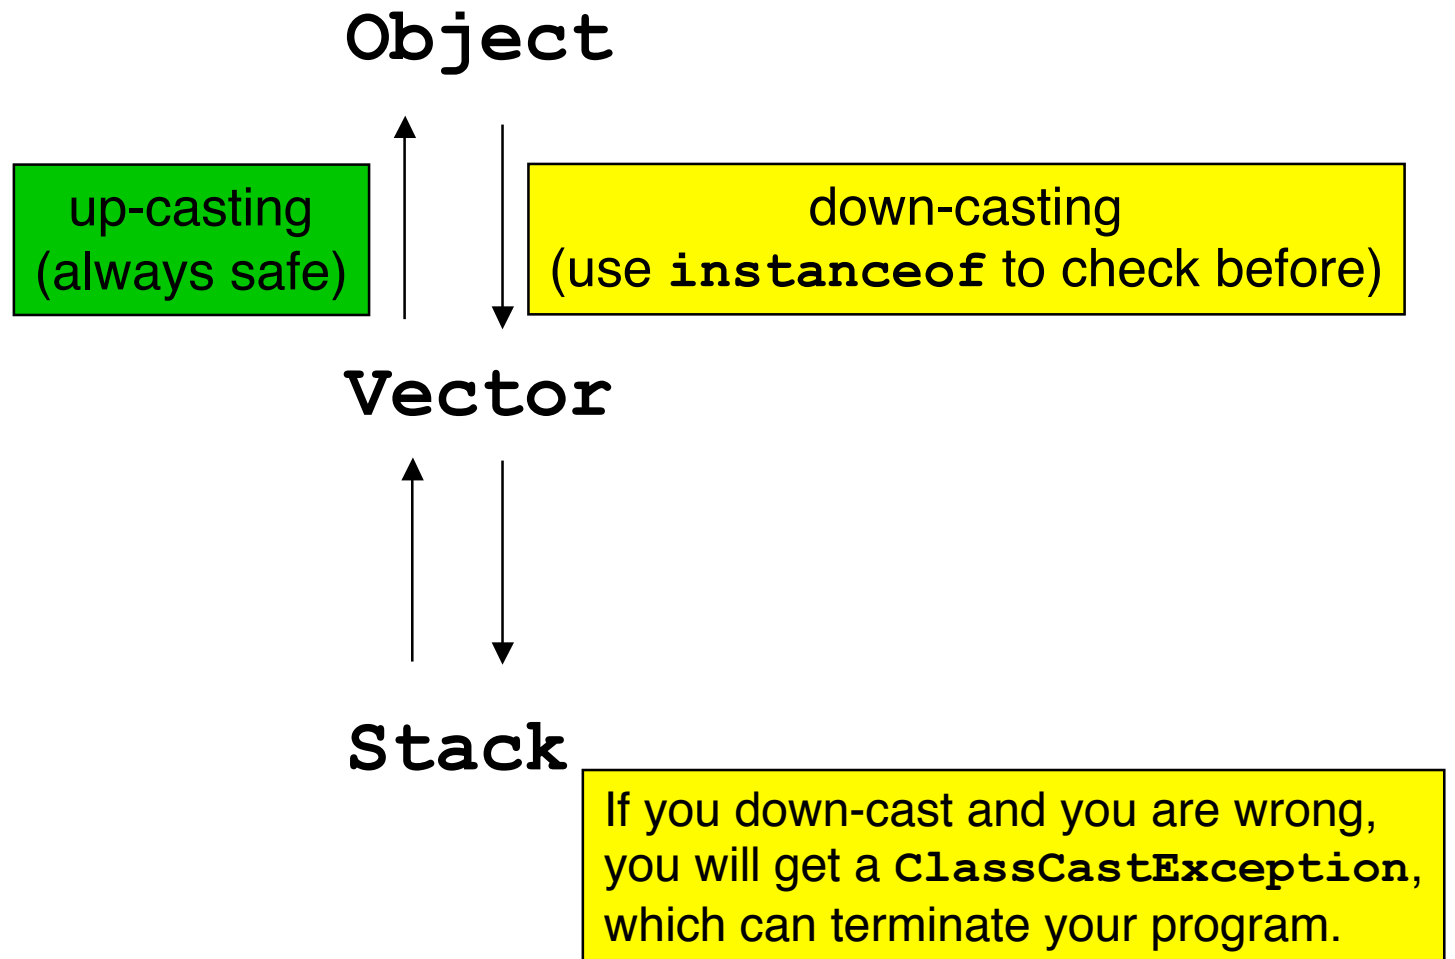 Object
up-casting
(always safe)
down-casting
(use instanceof to check before)
Vector
Stack
If you down-cast and you are wrong,
you will get a ClassCastException,
which can terminate your program.